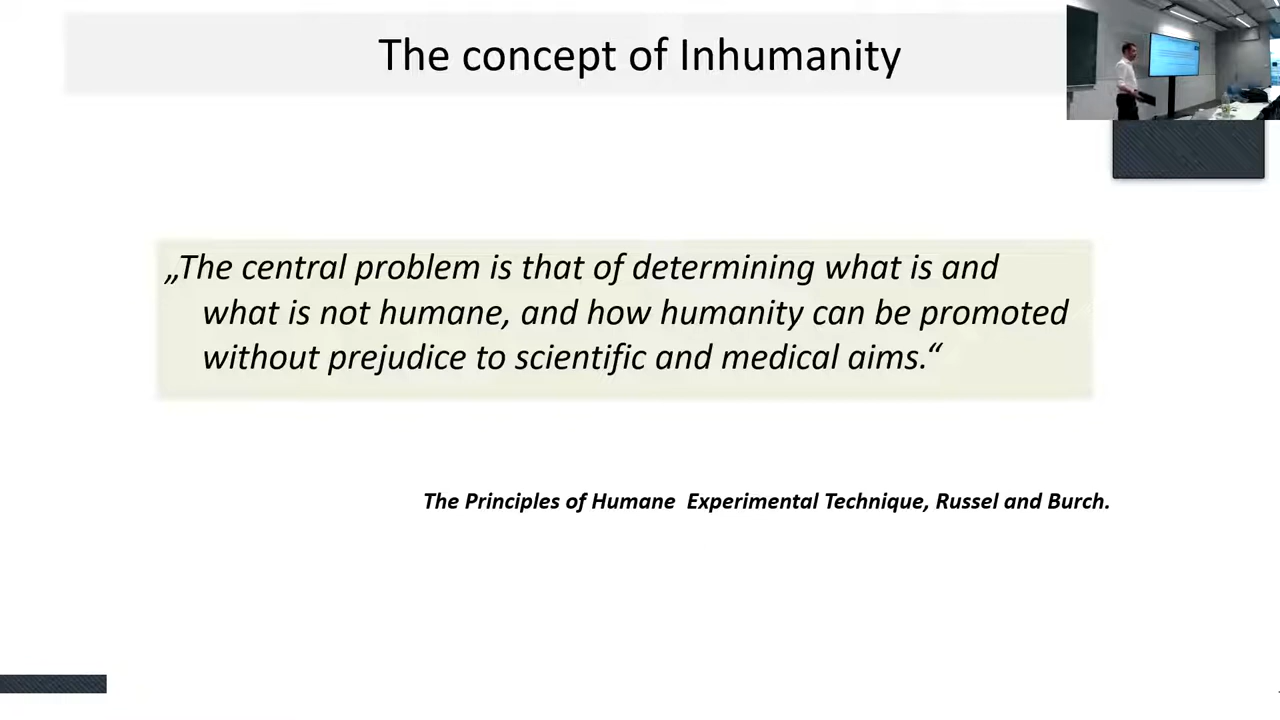 The concept of Inhumanity
„The central problem is that of determining what is and
what is not humane, and how humanity can be promoted
without prejudice to scientific and medical aims.“
The Principles of Humane  Experimental Technique, Russel and Burch.